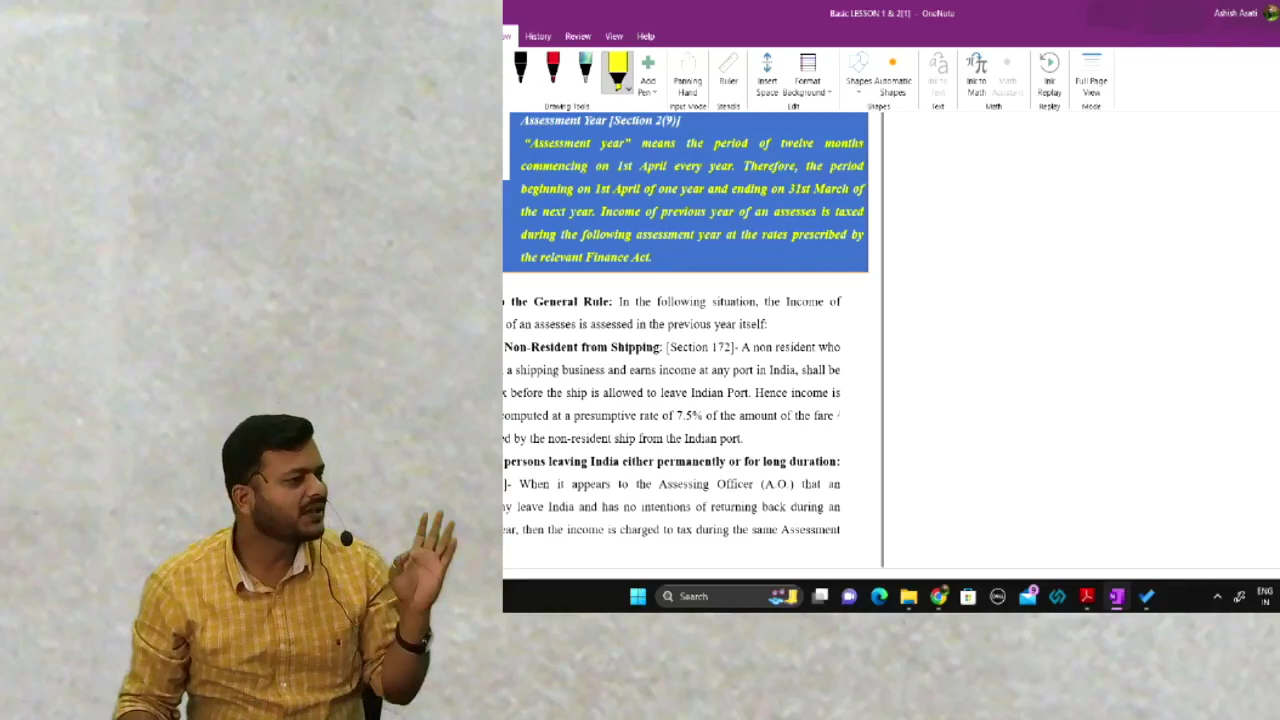 Basic LESSON 1 & 2[1] - OneNote
Ashish Asati
History Review View Help
Add Pen
Panning Hand
Ruler
Insert Space
Format Background
Shapes
Automatic Shapes
Ink to Text
Ink to Math
Math Assistant
Ink Replay
Full Page View
Drawing Tools
Input Mode
Stencils
Edit
Shapes
Text
Math
Replay
Mode
Assessment Year [Section 2(9)]
“Assessment year” means the period of twelve months
commencing on 1st April every year. Therefore, the period
beginning on 1st April of one year and ending on 31st March of
the next year. Income of previous year of an assesses is taxed
during the following assessment year at the rates prescribed by
the relevant Finance Act.
the General Rule: In the following situation, the Income of
of an assesses is assessed in the previous year itself:
Non-Resident from Shipping: [Section 172]- A non resident who
a shipping business and earns income at any port in India, shall be
before the ship is allowed to leave Indian Port. Hence income is
computed at a presumptive rate of 7.5% of the amount of the fare /
ed by the non-resident ship from the Indian port.
persons leaving India either permanently or for long duration:
]- When it appears to the Assessing Officer (A.O.) that an
leave India and has no intentions of returning back during an
then the income is charged to tax during the same Assessment
Search
ENG
IN